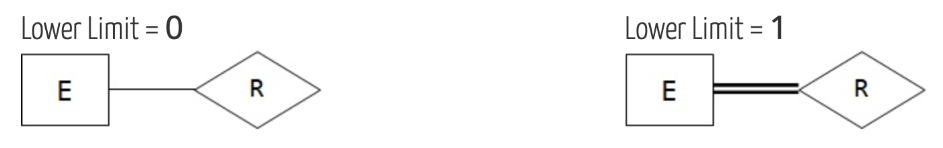 Lower Limit = 0
E
R
Lower Limit = 1
E
R